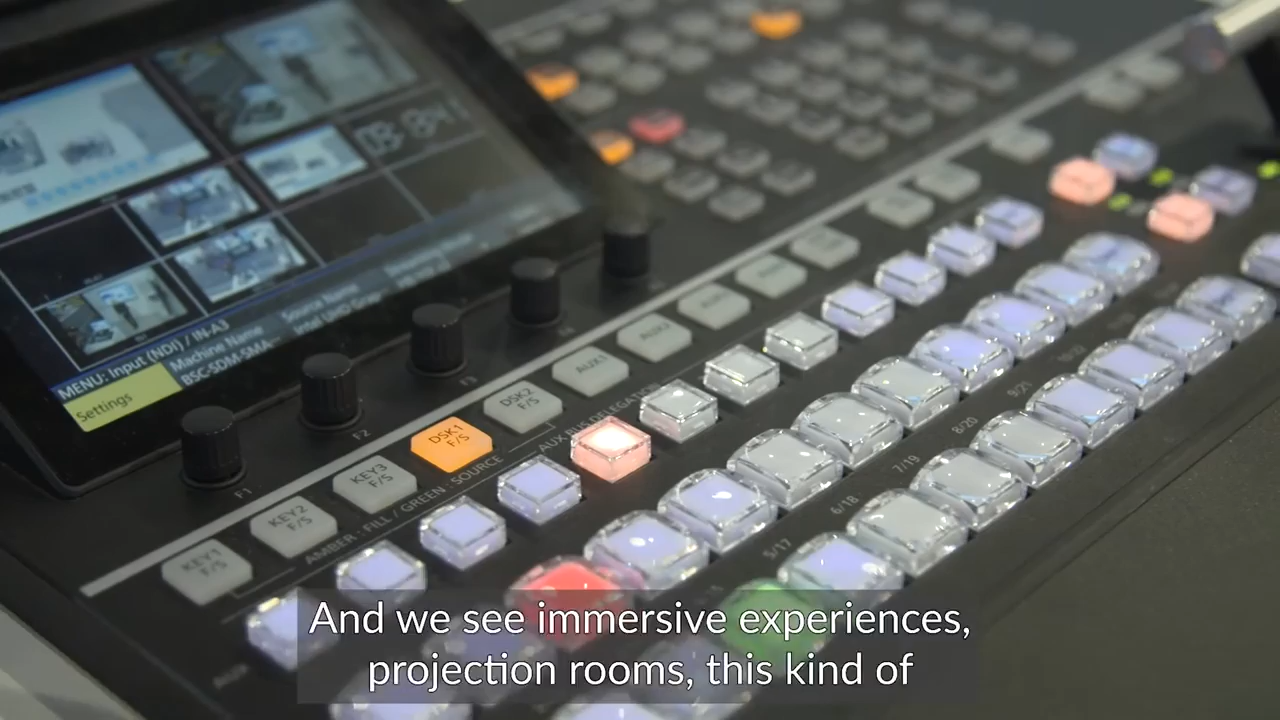 MENU: Input (NDI) / IN-A3
Settings
Machine Name
BSC-SDM-SMA
Source Name
F1
F2
F3
KEY1
F/S
KEY2
F/S
KEY3
F/S
DSK1
F/S
DSK2
F/S
AUX1
AUX2
AMBER : FILL / GREEN : SOURCE
AUX BUS DELEGATION
5/17
6/18
7/19
8/20
9/21
And we see immersive experiences,
projection rooms, this kind of